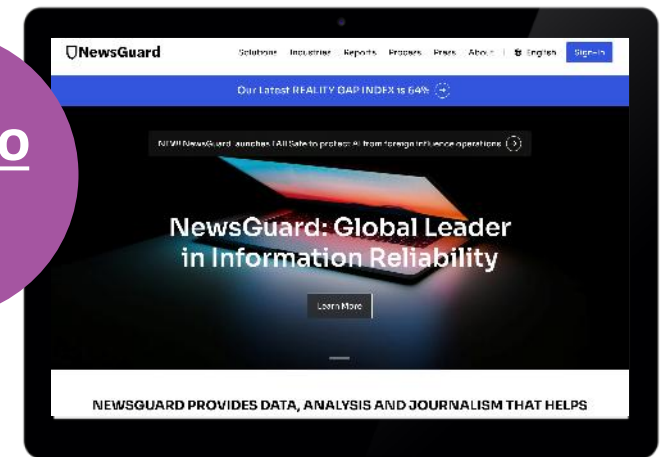 NewsGuard
Solutions Industries Reports Process Press About | English Sign-In
Our Latest REALITY GAP INDEX is 64%
o
NEW! NewsGuard launches FAILSafe to protect AI from foreign influence operations
NewsGuard: Global Leader
in Information Reliability
Learn More
NEWSGUARD PROVIDES DATA, ANALYSIS AND JOURNALISM THAT HELPS